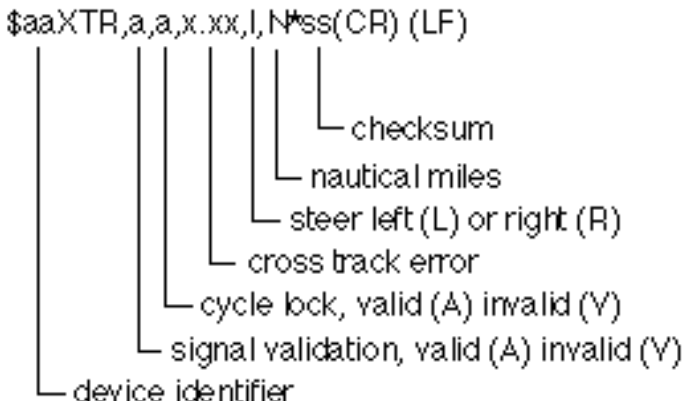 $aaXTR,a,a,x.xx,l,N*ss(CR) (LF)
checksum
nautical miles
steer left (L) or right (R)
cross track error
cycle lock, valid (A) invalid (V)
signal validation, valid (A) invalid (V)
device identifier